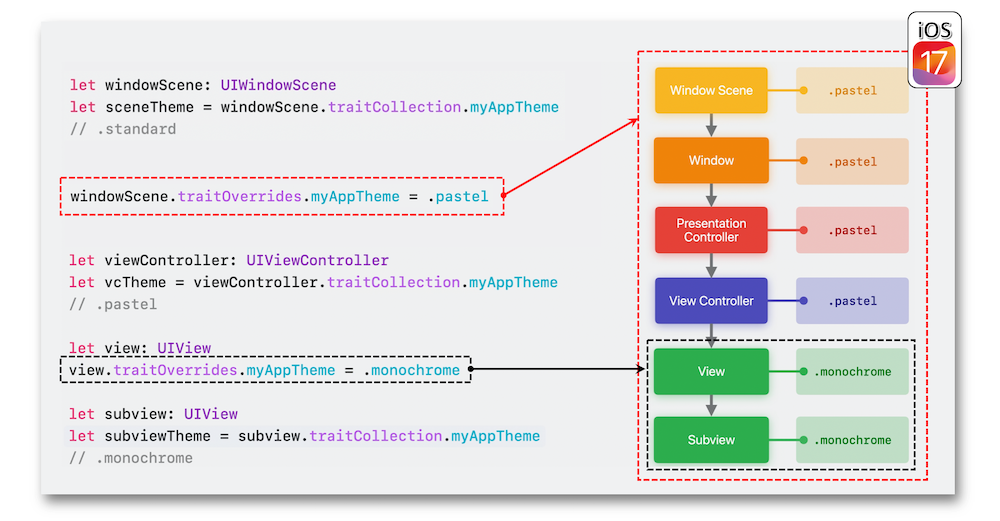 iOS
17
let windowScene: UIWindowScene
let sceneTheme = windowScene.traitCollection.myAppTheme
// .standard
windowScene.traitOverrides.myAppTheme = .pastel
let viewController: UIViewController
let vcTheme = viewController.traitCollection.myAppTheme
// .pastel
let view: UIView
view.traitOverrides.myAppTheme = .monochrome
let subview: UIView
let subviewTheme = subview.traitCollection.myAppTheme
// .monochrome
Window Scene
.pastel
Window
.pastel
Presentation
Controller
.pastel
View Controller
.pastel
View
.monochrome
Subview
.monochrome